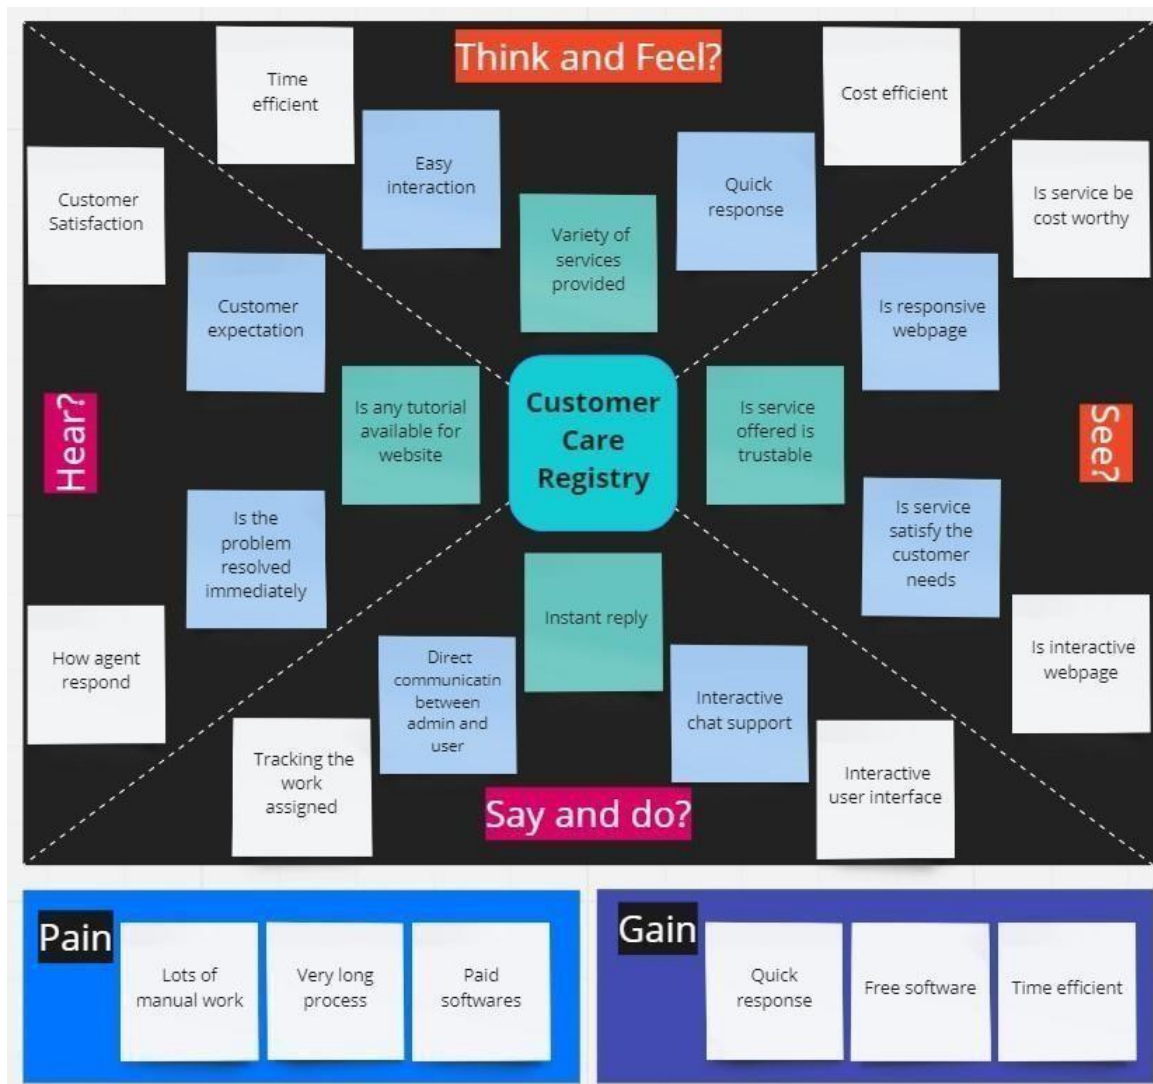 Think and Feel?
Time
efficient
Cost efficient
Easy
interaction
Quick
response
Variety of
services
provided
Customer
Satisfaction
Customer
expectation
Is any tutorial
available for
website
Hear?
Is the
problem
resolved
immediately
How agent
respond
Customer
Care
Registry
Is service be
cost worthy
Is responsive
webpage
Is service
offered is
trustable
See?
Is service
satisfy the
customer
needs
Is interactive
webpage
Instant reply
Direct
communicatin
between
admin and
user
Interactive
chat support
Tracking the
work
assigned
Interactive
user interface
Say and do?
Pain
Lots of
manual work
Very long
process
Paid
softwares
Gain
Quick
response
Free software
Time efficient